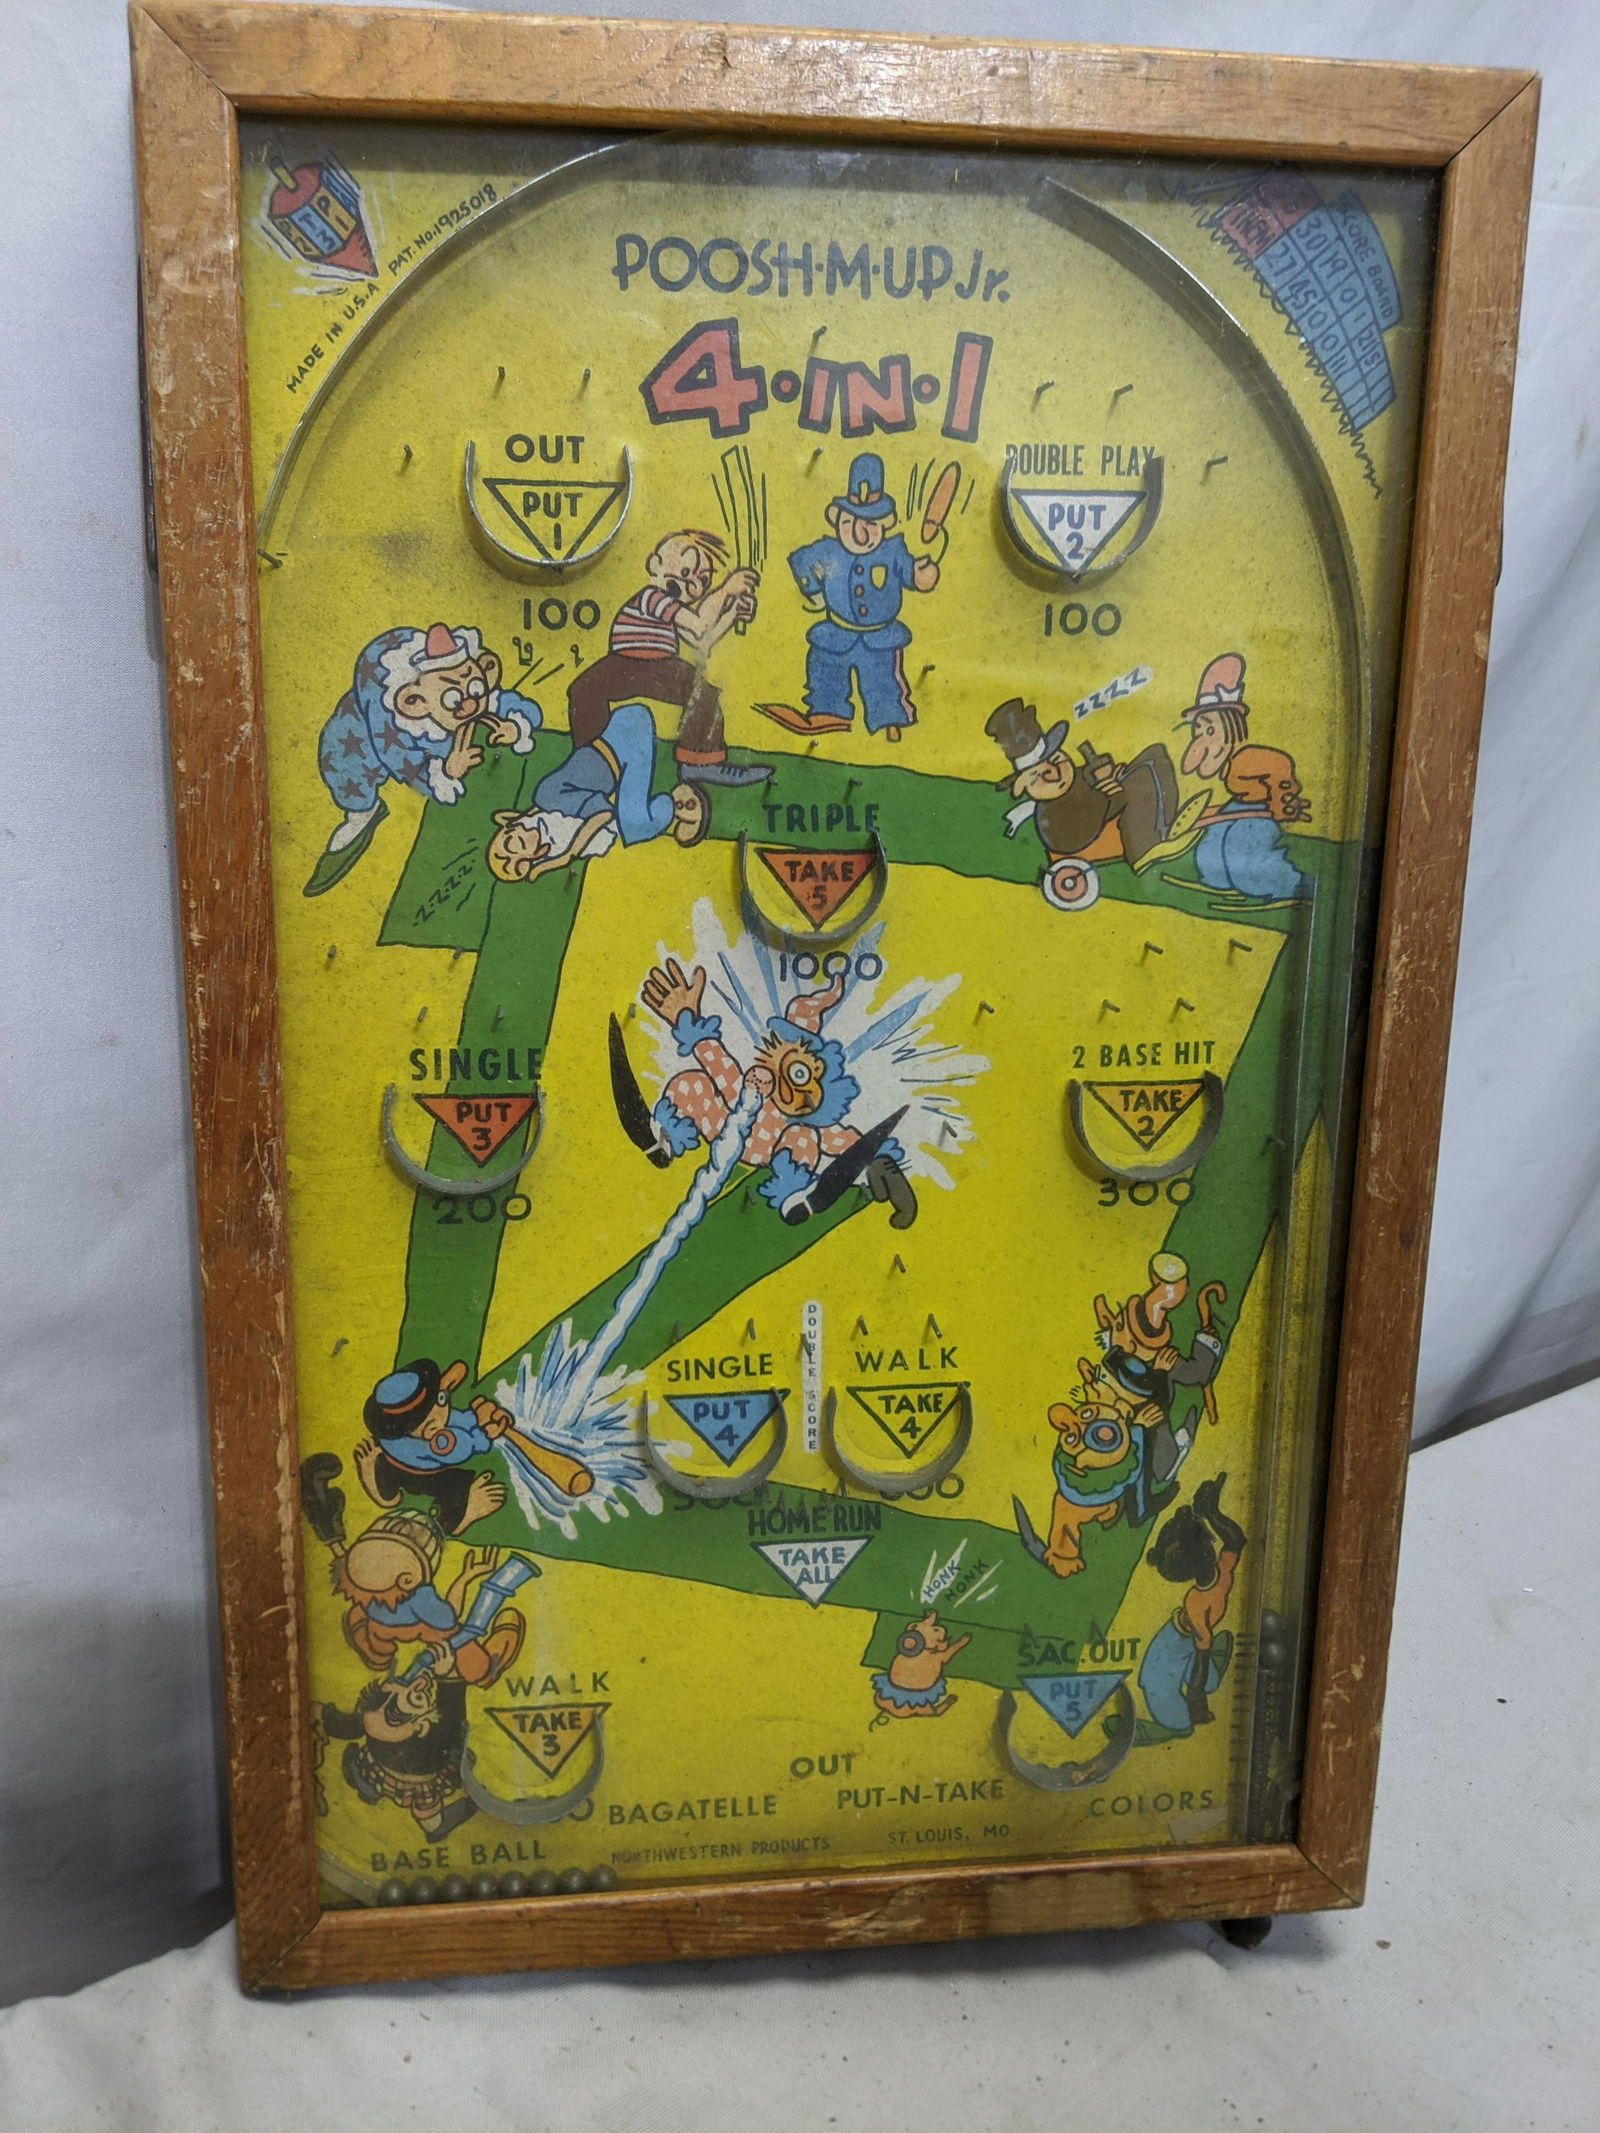 MADE IN U.S.A PAT. No. 1925018
SCORE BOARD
POOSH·M·UP Jr.
4·IN·1
OUT
PUT
1
100
DOUBLE PLAY
PUT
2
100
ZZZZ
Z-Z-Z-Z
TRIPLE
TAKE
5
1000
SINGLE
PUT
3
200
2 BASE HIT
TAKE
2
300
DOUBLE SCORE
SINGLE
PUT
4
WALK
TAKE
4
HOME RUN
TAKE
ALL
HONK
HONK
SAC. OUT
PUT
5
WALK
TAKE
3
OUT
BASE BALL
BAGATELLE
PUT-N-TAKE
COLORS
NORTHWESTERN PRODUCTS
ST. LOUIS, MO